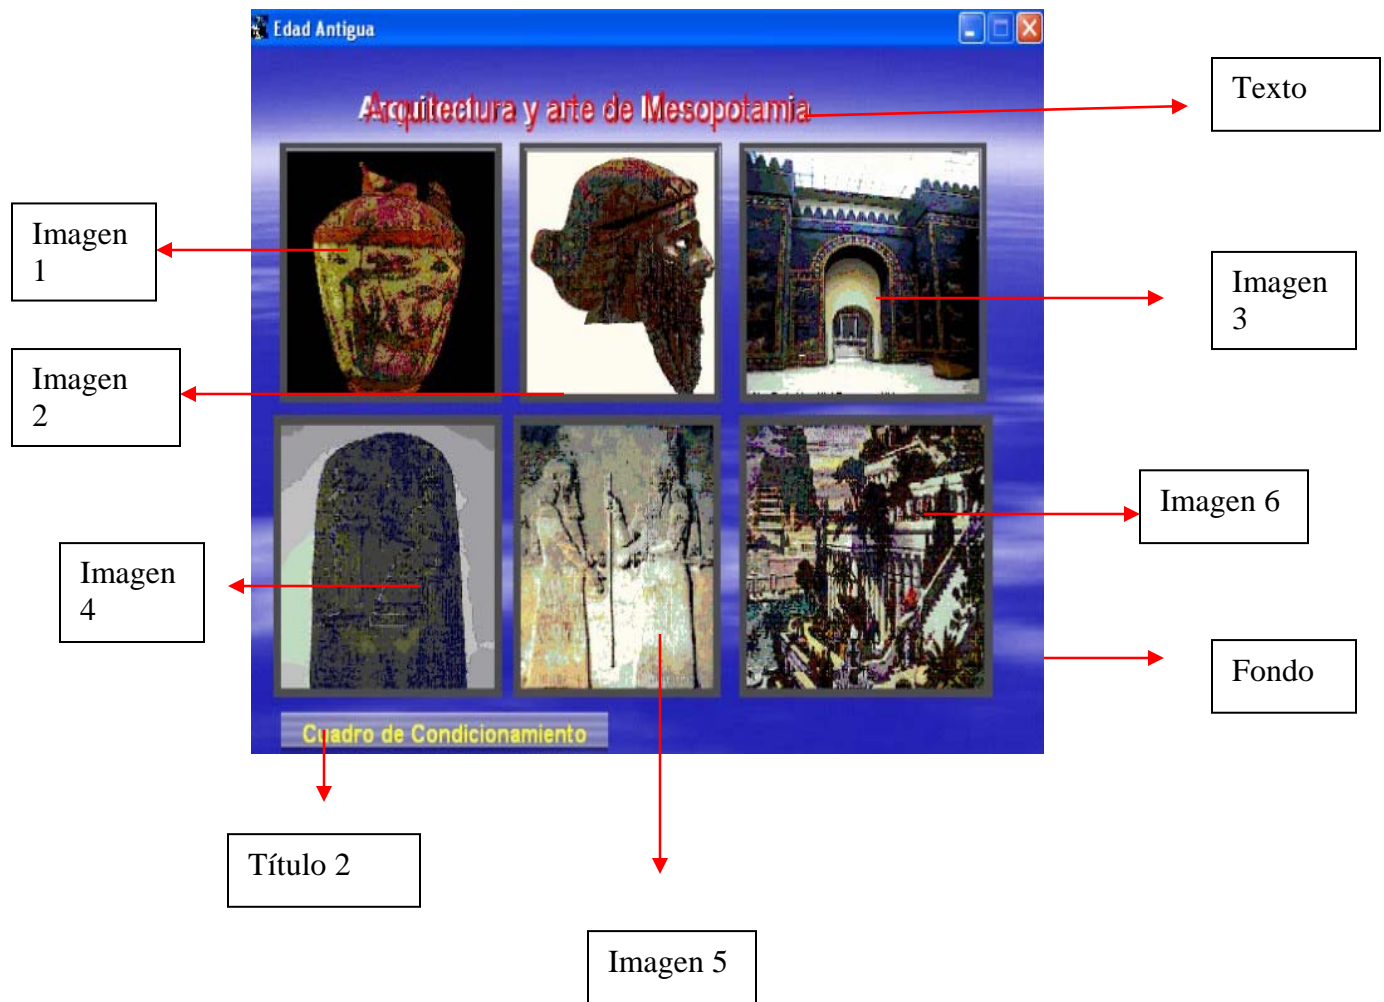 Edad Antigua
Texto
Arquitectura y arte de Mesopotamia
Imagen
1
Imagen
3
Imagen
2
Imagen 6
Imagen
4
Fondo
Cuadro de Condicionamiento
Título 2
Imagen 5